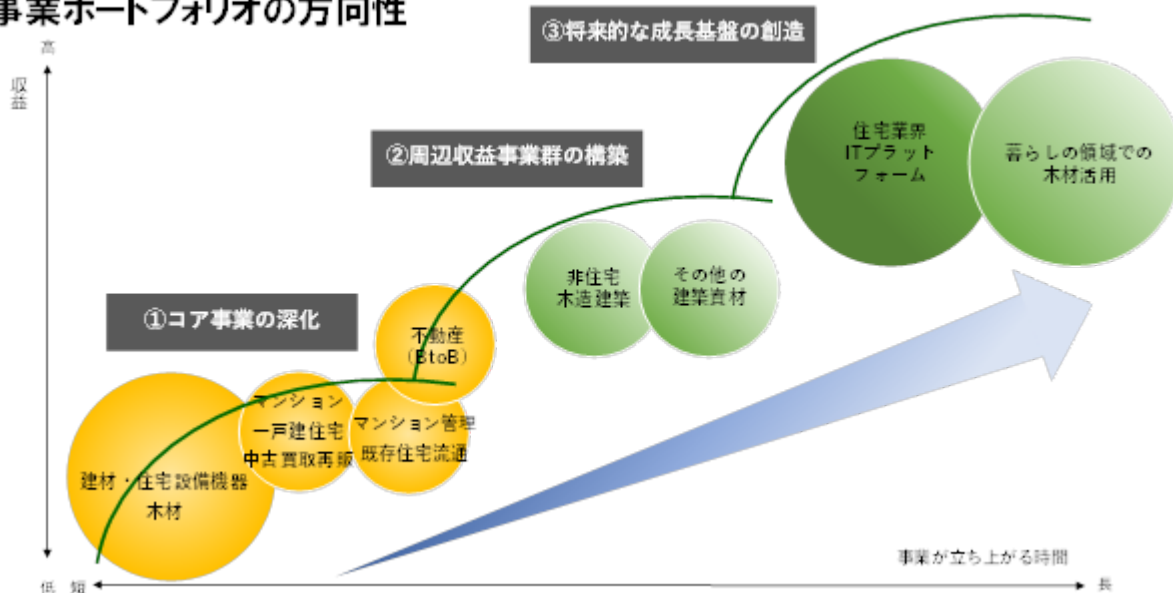 事業ポートフォリオの方向性
高
収益
③将来的な成長基盤の創造
住宅業界
ITプラット
フォーム
暮らしの領域での
木材活用
②周辺収益事業群の構築
非住宅
木造建築
その他の
建築資材
①コア事業の深化
不動産
(BtoB)
マンション
一戸建住宅
中古買取再販
マンション管理
既存住宅流通
建材・住宅設備機器
木材
事業が立ち上がる時間
低
短
長